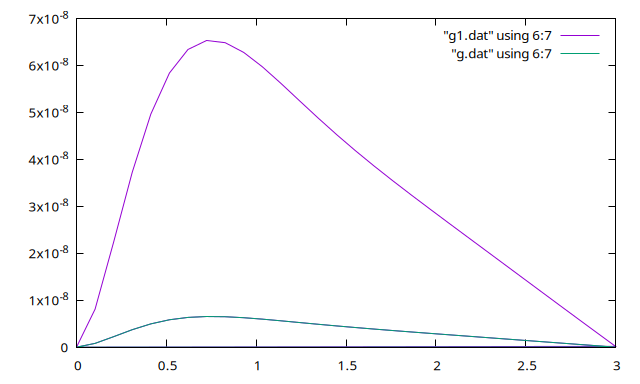 7x10-8
"g1.dat" using 6:7
"g.dat" using 6:7
6x10-8
5x10-8
4x10-8
3x10-8
2x10-8
1x10-8
0
0 0.5 1 1.5 2 2.5 3